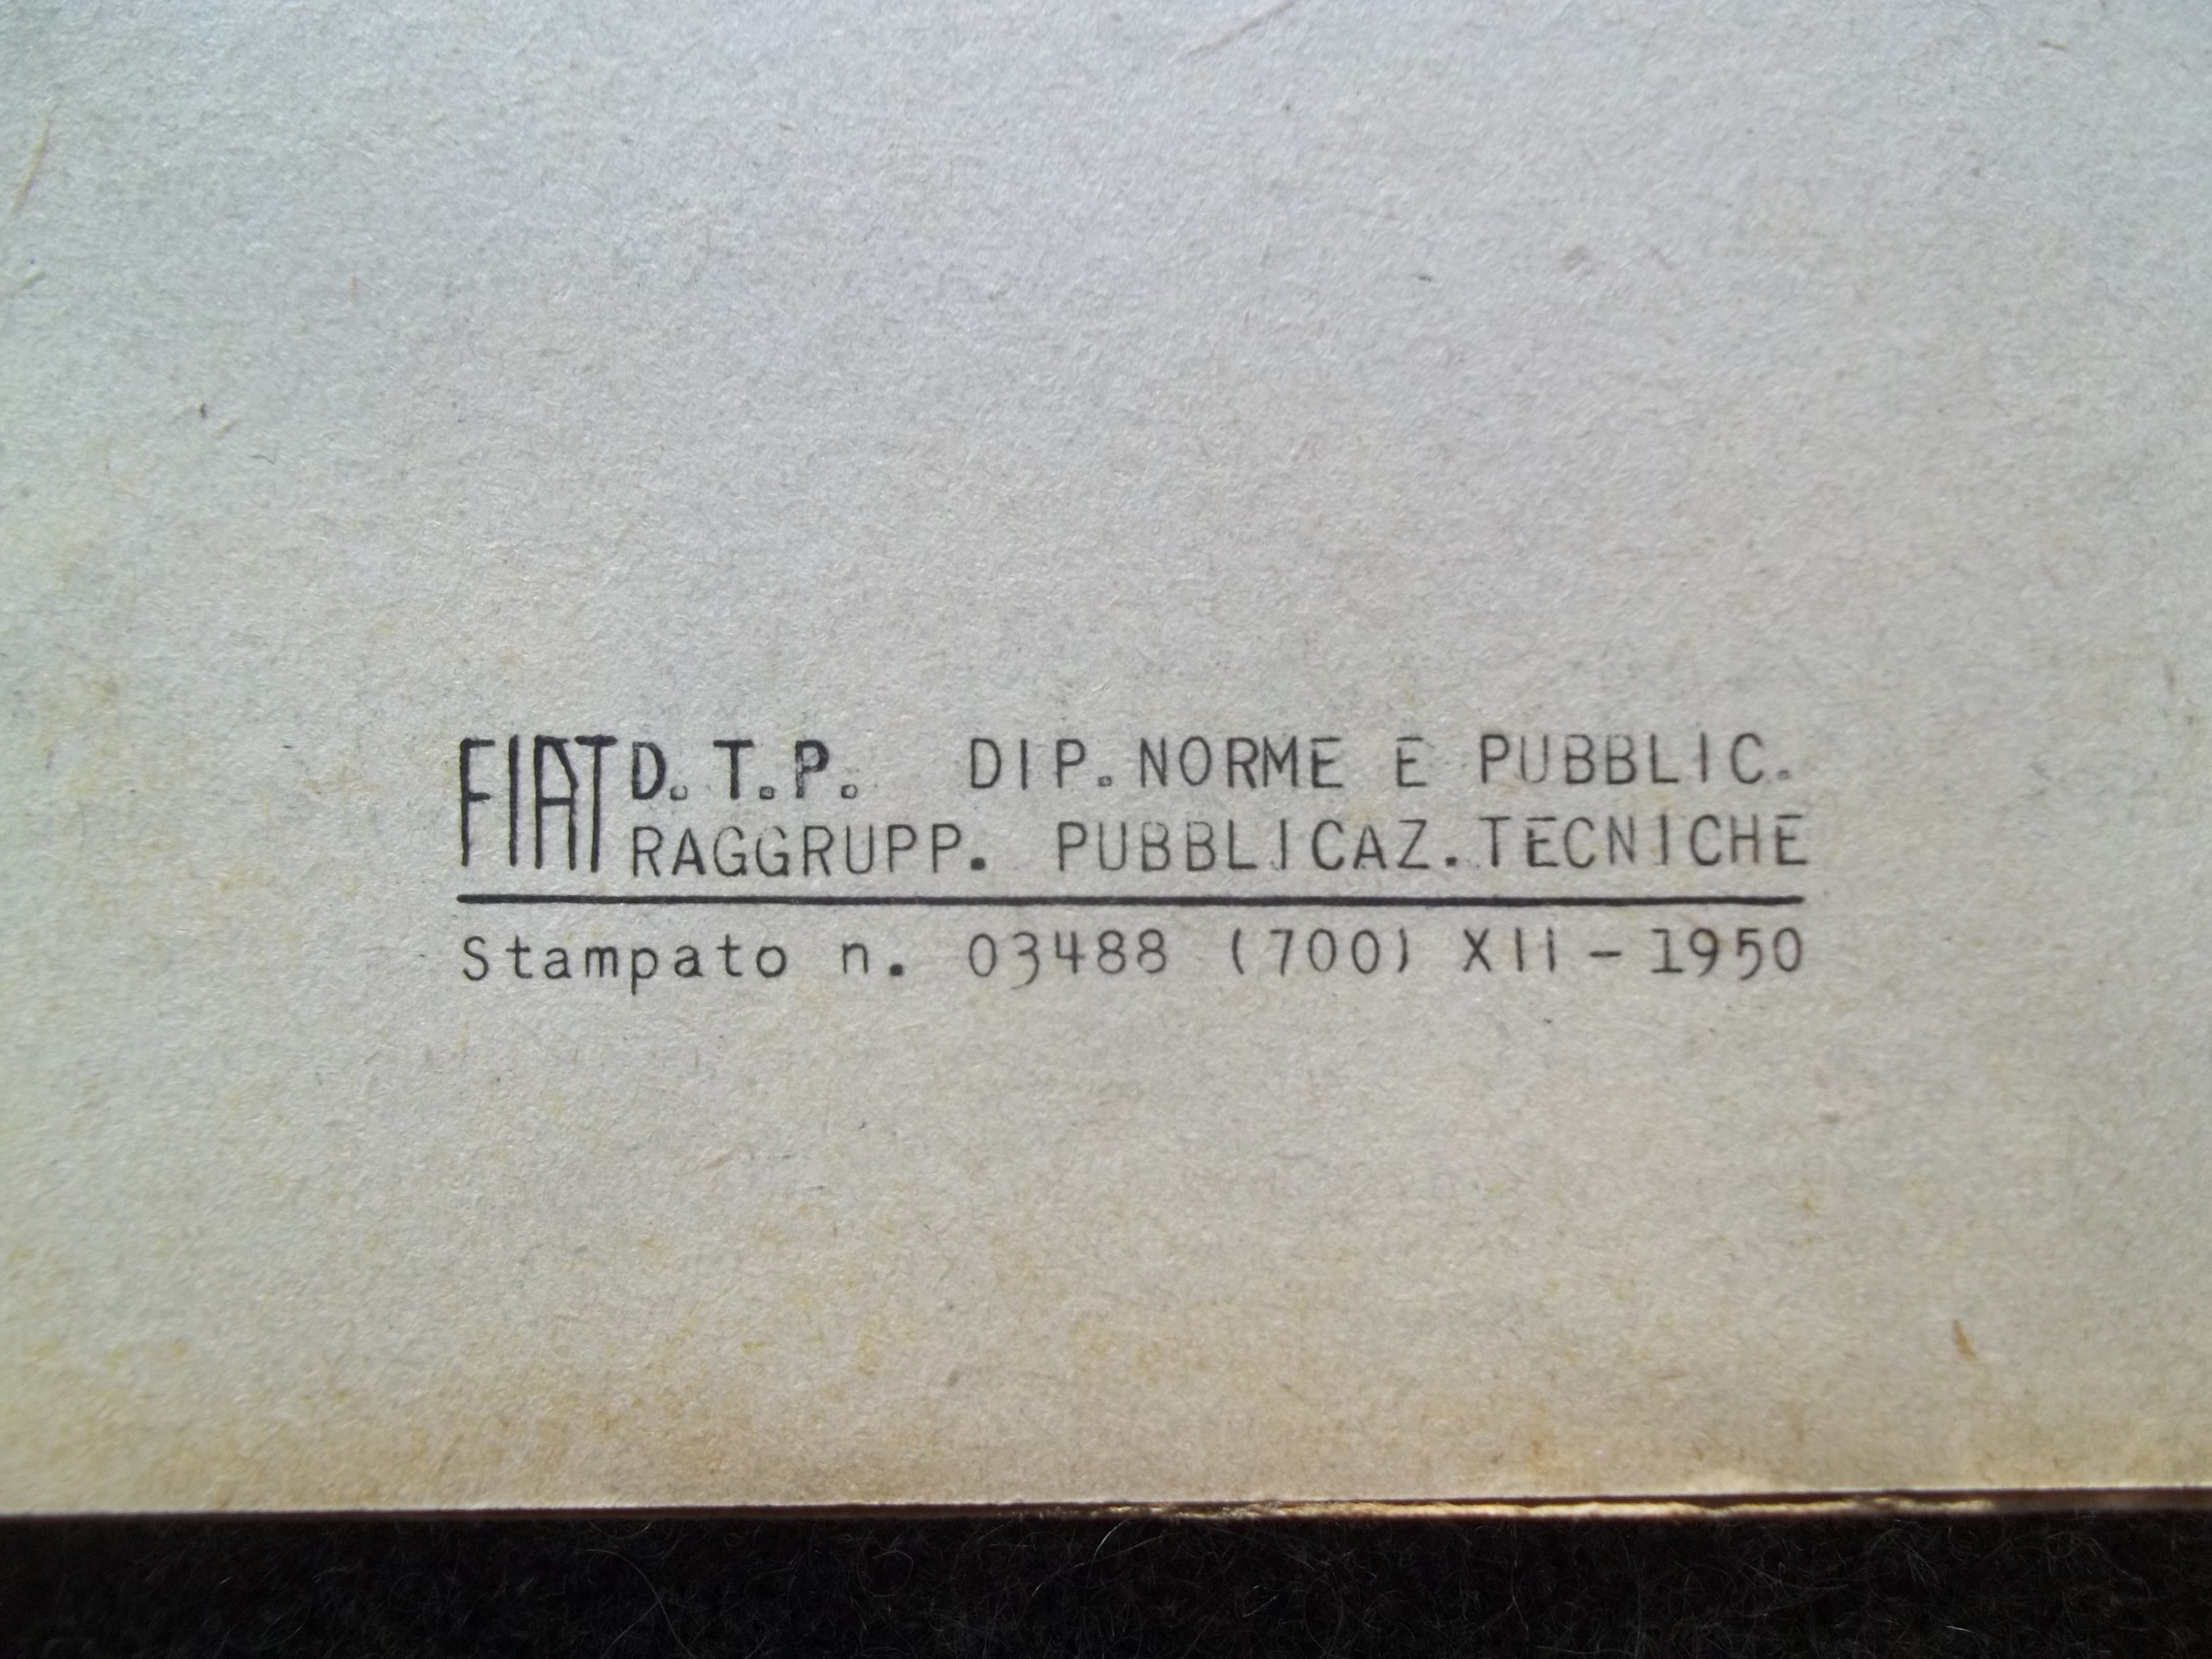 FIAT D. T.P. DIP.NORME E PUBBLIC.
RAGGRUPP. PUBBLICAZ.TECNICHE
Stampato n. 03488 (700) XII - 1950